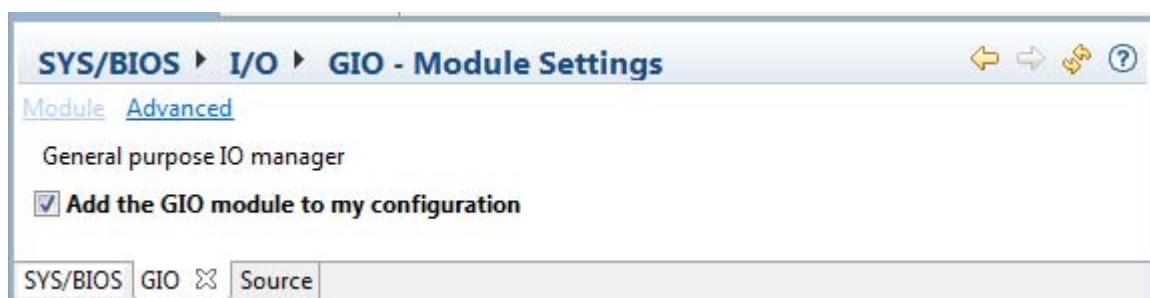 SYS/BIOS ▸ I/O ▸ GIO - Module Settings
Module Advanced
General purpose IO manager
Add the GIO module to my configuration
SYS/BIOS GIO Source